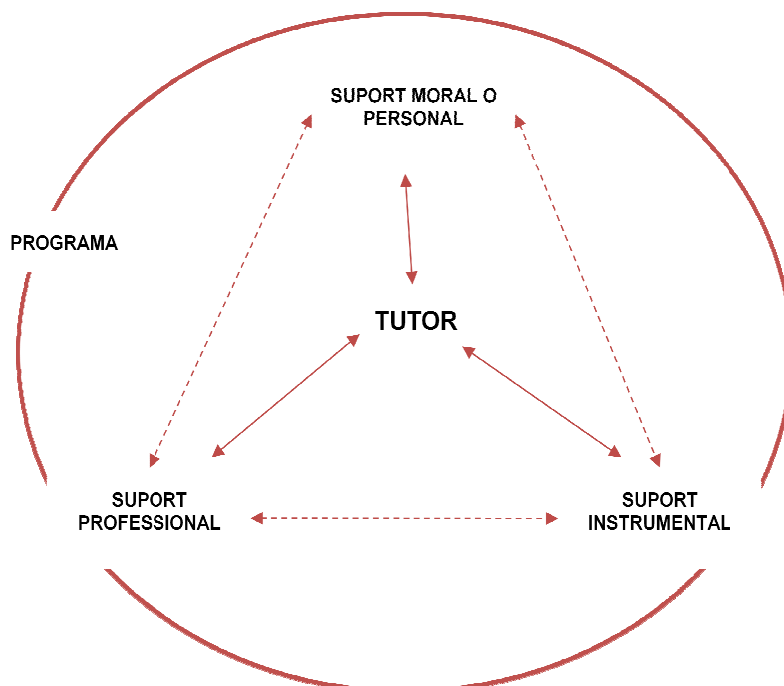 SUPORT MORAL O
PERSONAL
PROGRAMA
TUTOR
SUPORT
PROFESSIONAL
SUPORT
INSTRUMENTAL